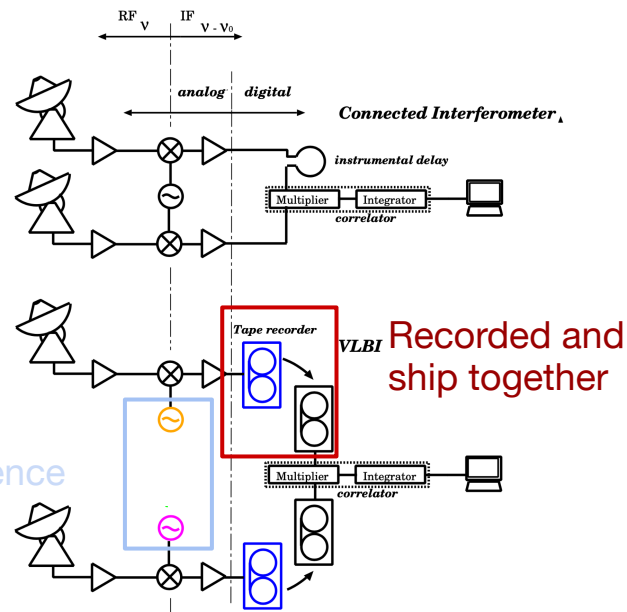 RF ν IF ν - ν₀
analog digital
Connected Interferometer
instrumental delay
Multiplier Integrator
correlator
Tape recorder
VLBI Recorded and
ship together
ence
Multiplier Integrator
correlator